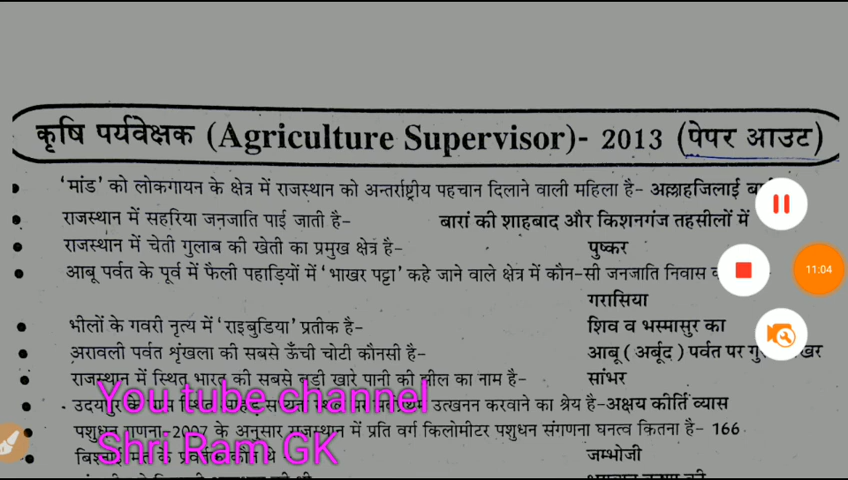 कृषि पर्यवेक्षक (Agriculture Supervisor)- 2013 (पेपर आउट)
'मांड' को लोकगायन के क्षेत्र में राजस्थान को अन्तर्राष्ट्रीय पहचान दिलाने वाली महिला है- अल्लाहजिलाई
राजस्थान में सहरिया जनजाति पाई जाती है- बारां की शाहबाद और किशनगंज तहसीलों में
राजस्थान में चेती गुलाब की खेती का प्रमुख क्षेत्र है- पुष्कर
आबू पर्वत के पूर्व में फैली पहाड़ियों में 'भाखर पट्टा' कहे जाने वाले क्षेत्र में कौन-सी जनजाति निवास
गरासिया
भीलों के गवरी नृत्य में 'राइबुडिया' प्रतीक है- शिव व भस्मासुर का
अरावली पर्वत श्रृंखला की सबसे ऊँची चोटी कौनसी है- आबू (अर्बूद) पर्वत पर
राजस्थान में स्थित भारत की सबसे बड़ी खारे पानी की झील का नाम है- सांभर
You tube channel
उदयपुर के उत्खनन करवाने का श्रेय है-अक्षय कीर्ति व्यास
पशुधन गणना-2007 के अनुसार राजस्थान में प्रति वर्ग किलोमीटर पशुधन संगणना घनत्व कितना है- 166
Shri Ram GK
के प्रवर्तक कौन थे - जम्भोजी
11:04